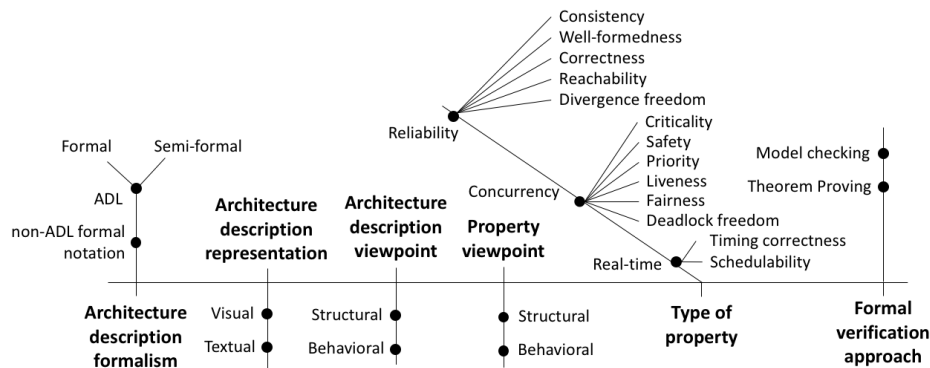 Consistency
Well-formedness
Correctness
Reachability
Divergence freedom
Reliability
Criticality
Safety
Priority
Liveness
Fairness
Deadlock freedom
Concurrency
Timing correctness
Schedulability
Real-time
Formal
Semi-formal
ADL
non-ADL formal
notation
Architecture
description
formalism
Architecture
description
representation
Visual
Textual
Architecture
description
viewpoint
Structural
Behavioral
Property
viewpoint
Structural
Behavioral
Type of
property
Model checking
Theorem Proving
Formal
verification
approach